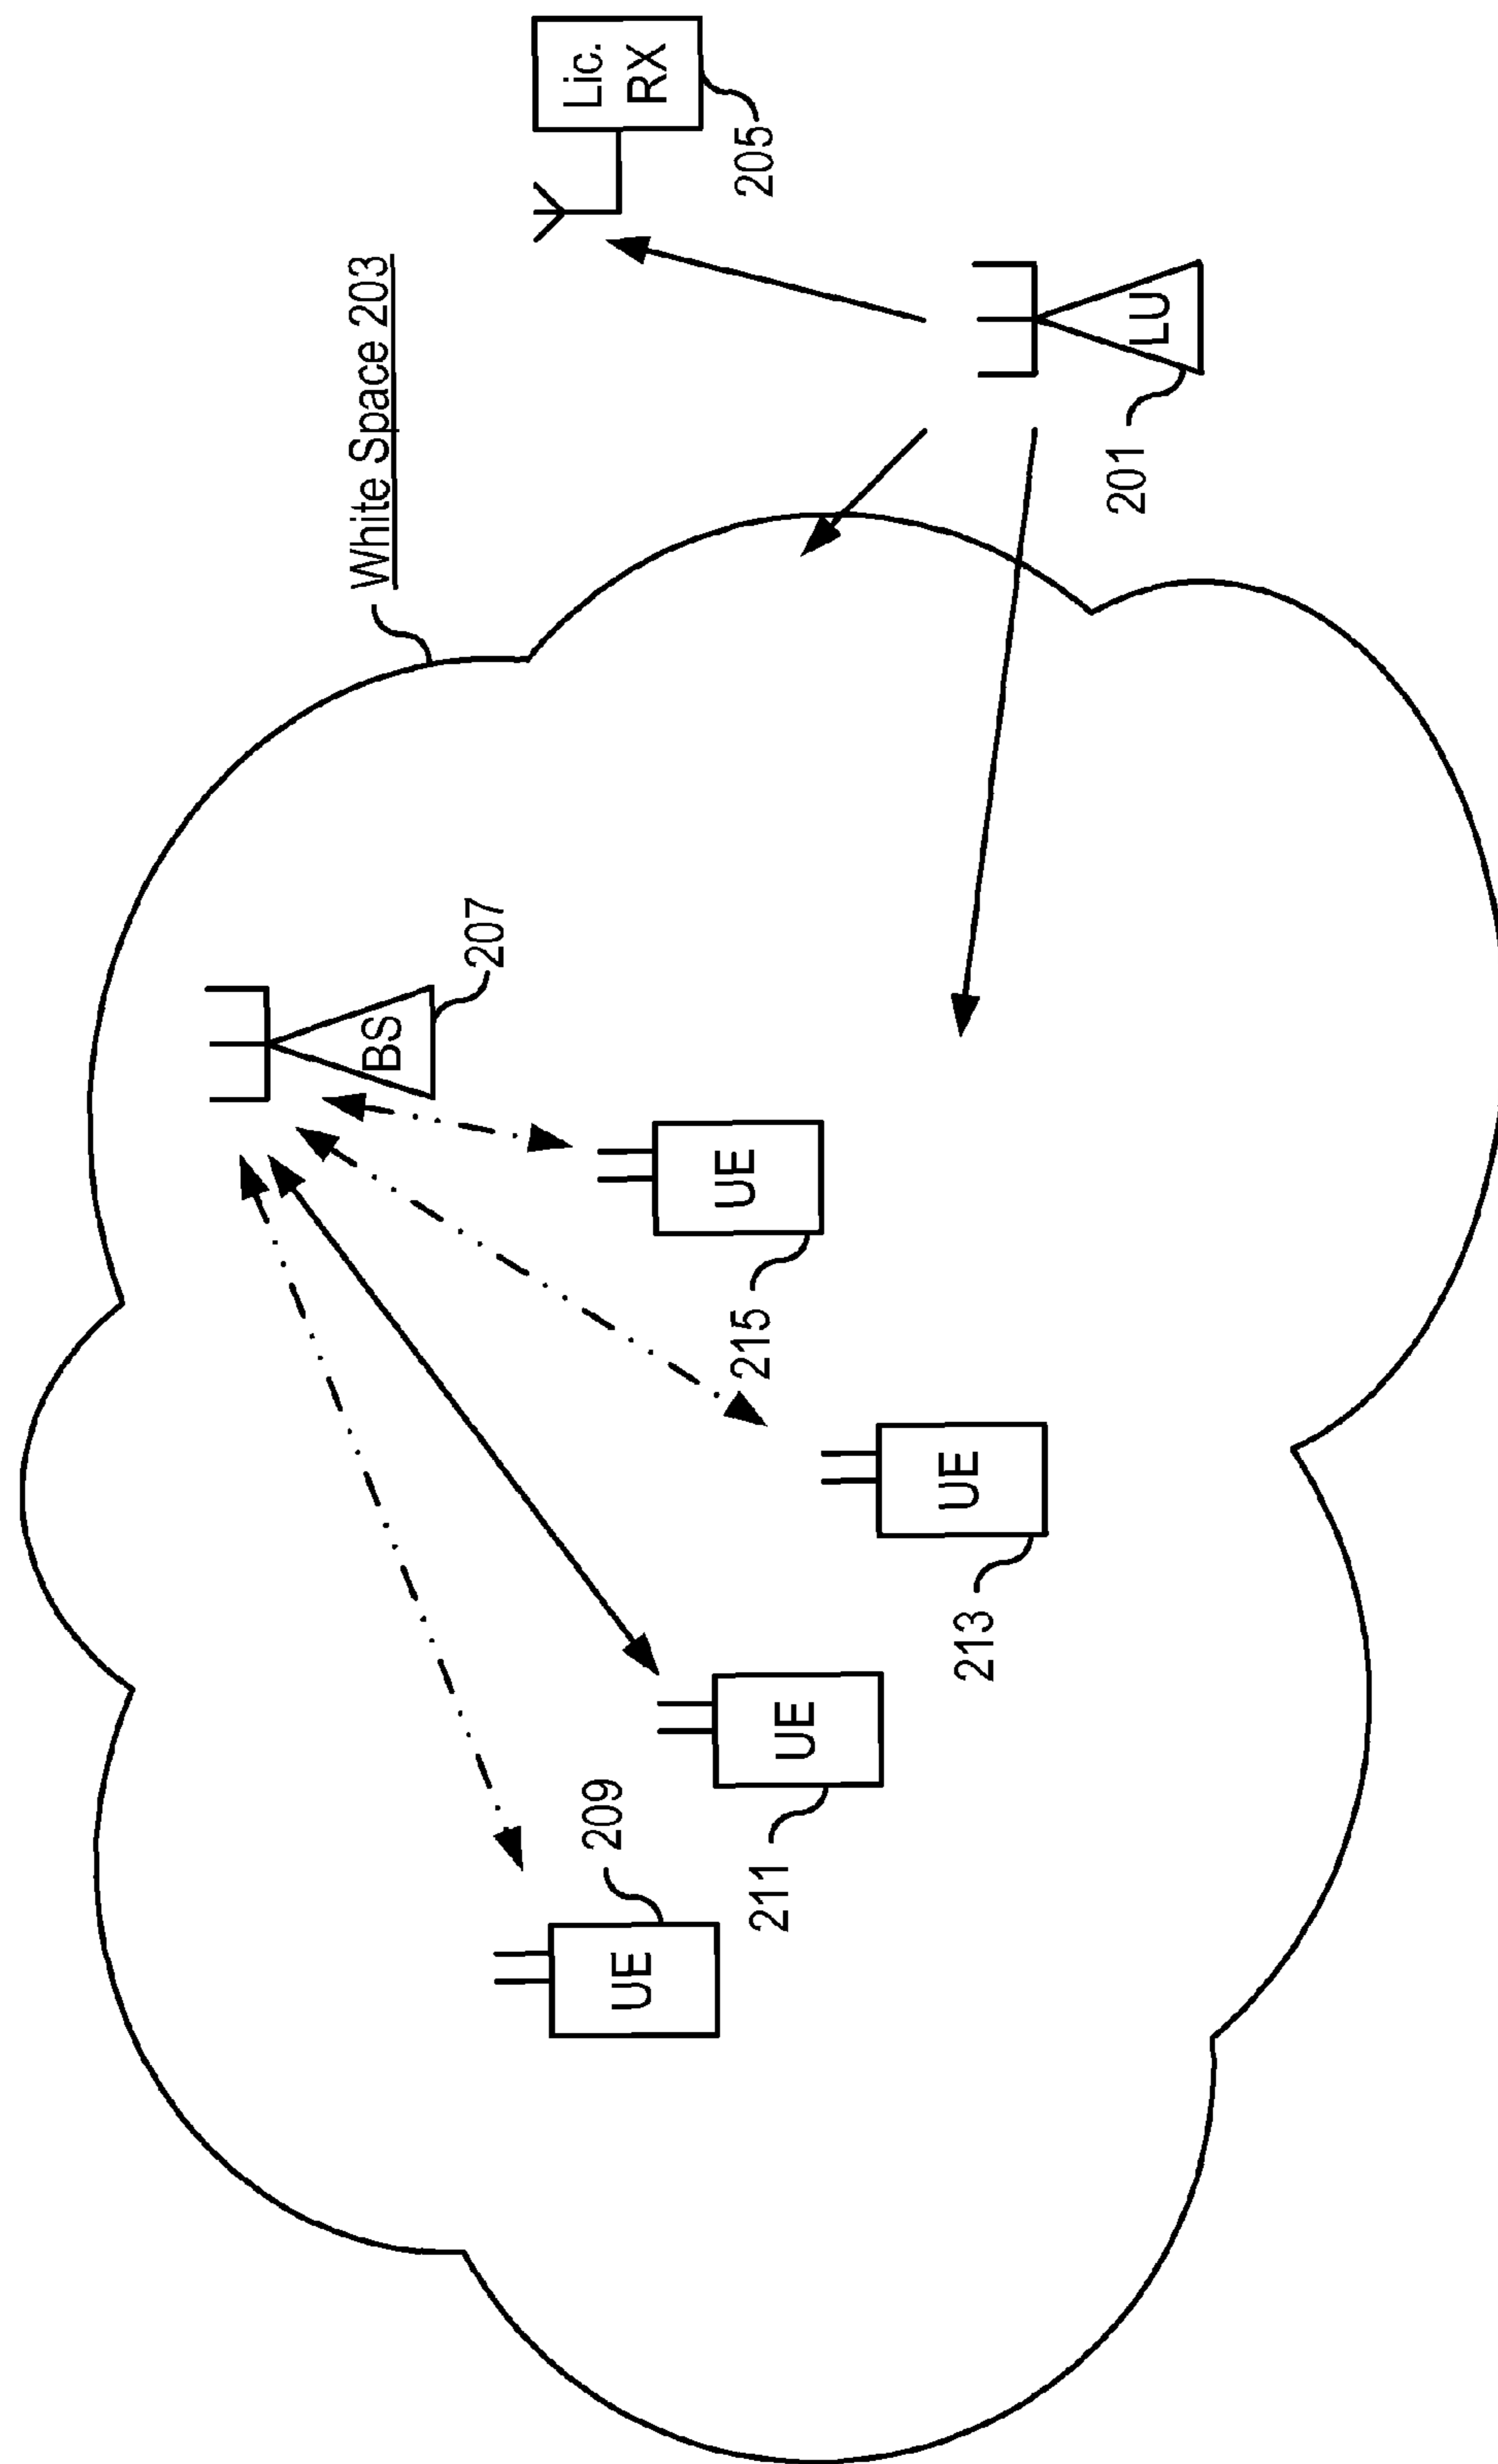 White Space 203
Lic.
RX
205
LU
201
BS
207
UE
215
UE
213
UE
211
UE
209